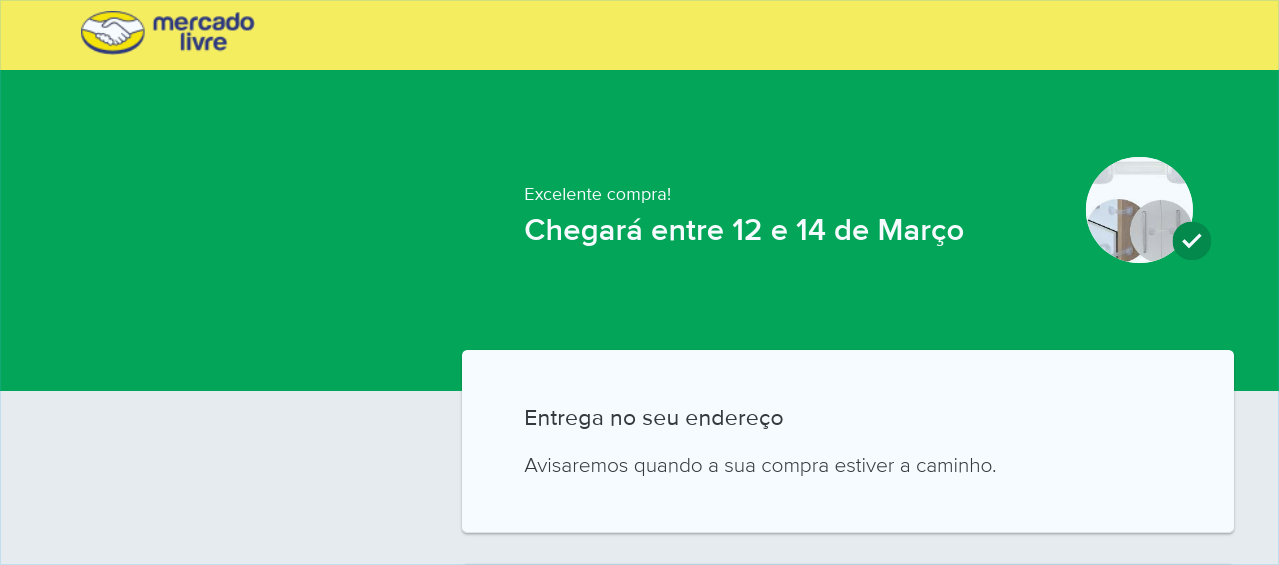 mercado
livre
Excelente compra!
Chegará entre 12 e 14 de Março
Entrega no seu endereço
Avisaremos quando a sua compra estiver a caminho.